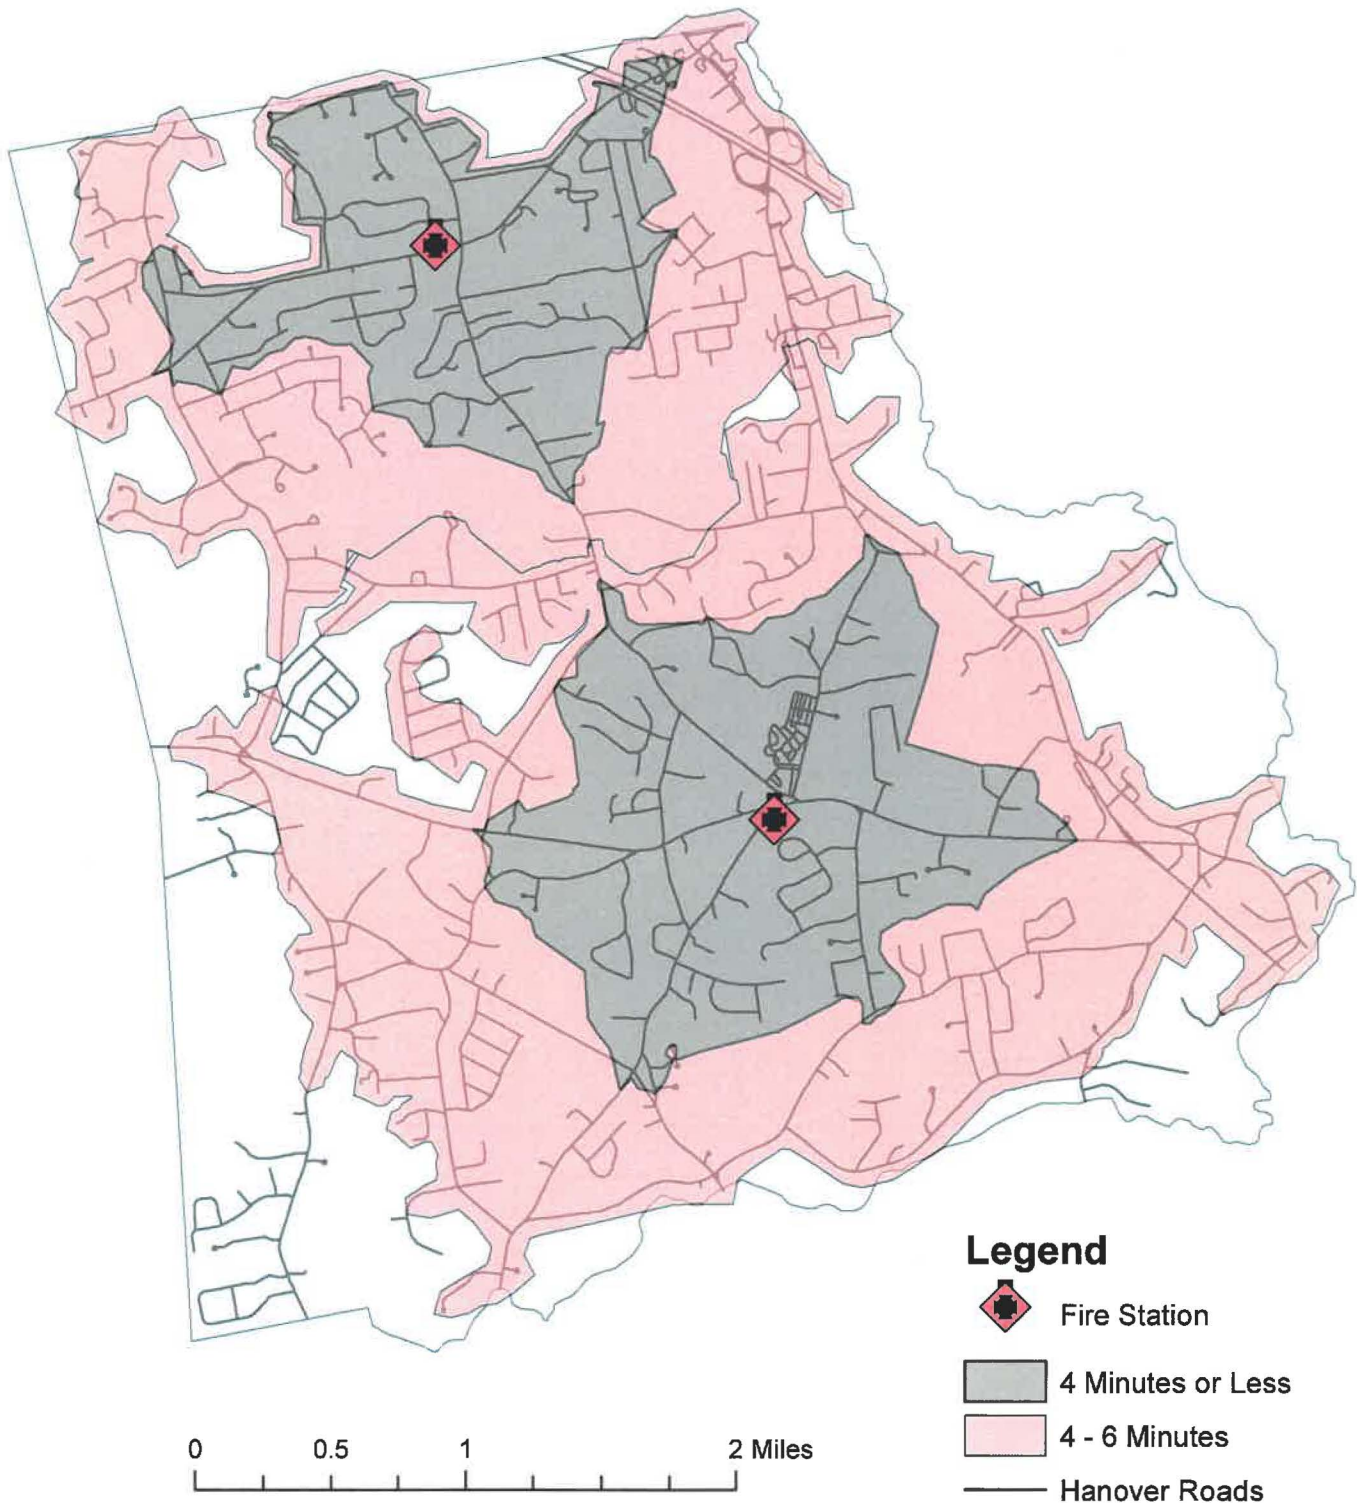 Legend
Fire Station
4 Minutes or Less
4 - 6 Minutes
Hanover Roads
0 0.5 1 2 Miles